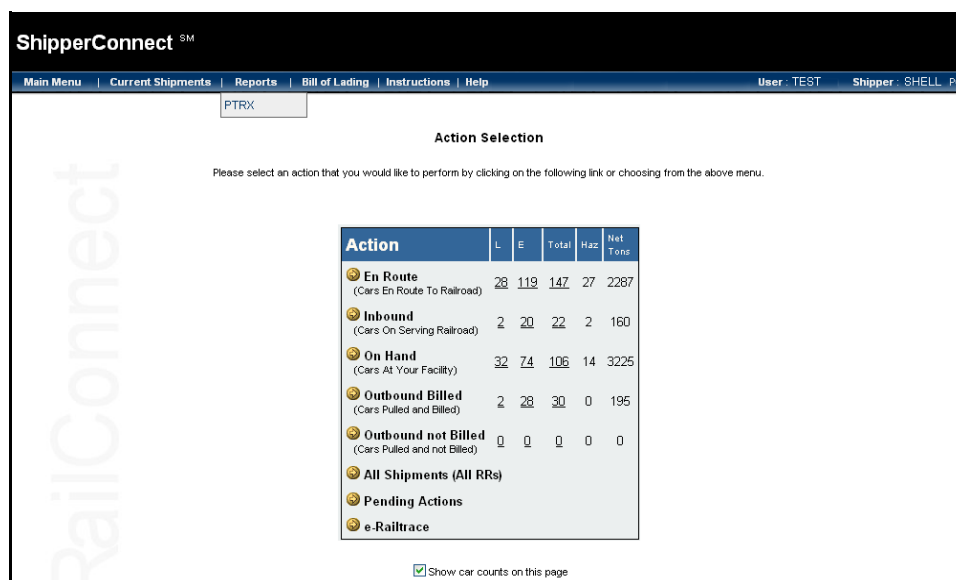 ShipperConnect SM
Main Menu | Current Shipments | Reports | Bill of Lading | Instructions | Help User : TEST Shipper : SHELL P
PTRX
Action Selection
Please select an action that you would like to perform by clicking on the following link or choosing from the above menu.
Action L E Total Haz Net Tons
En Route
(Cars En Route To Railroad) 28 119 147 27 2287
Inbound
(Cars On Serving Railroad) 2 20 22 2 160
On Hand
(Cars At Your Facility) 32 74 106 14 3225
Outbound Billed
(Cars Pulled and Billed) 2 28 30 0 195
Outbound not Billed
(Cars Pulled and not Billed) 0 0 0 0 0
All Shipments (All RRs)
Pending Actions
e-Railtrace
Show car counts on this page
RailConnect